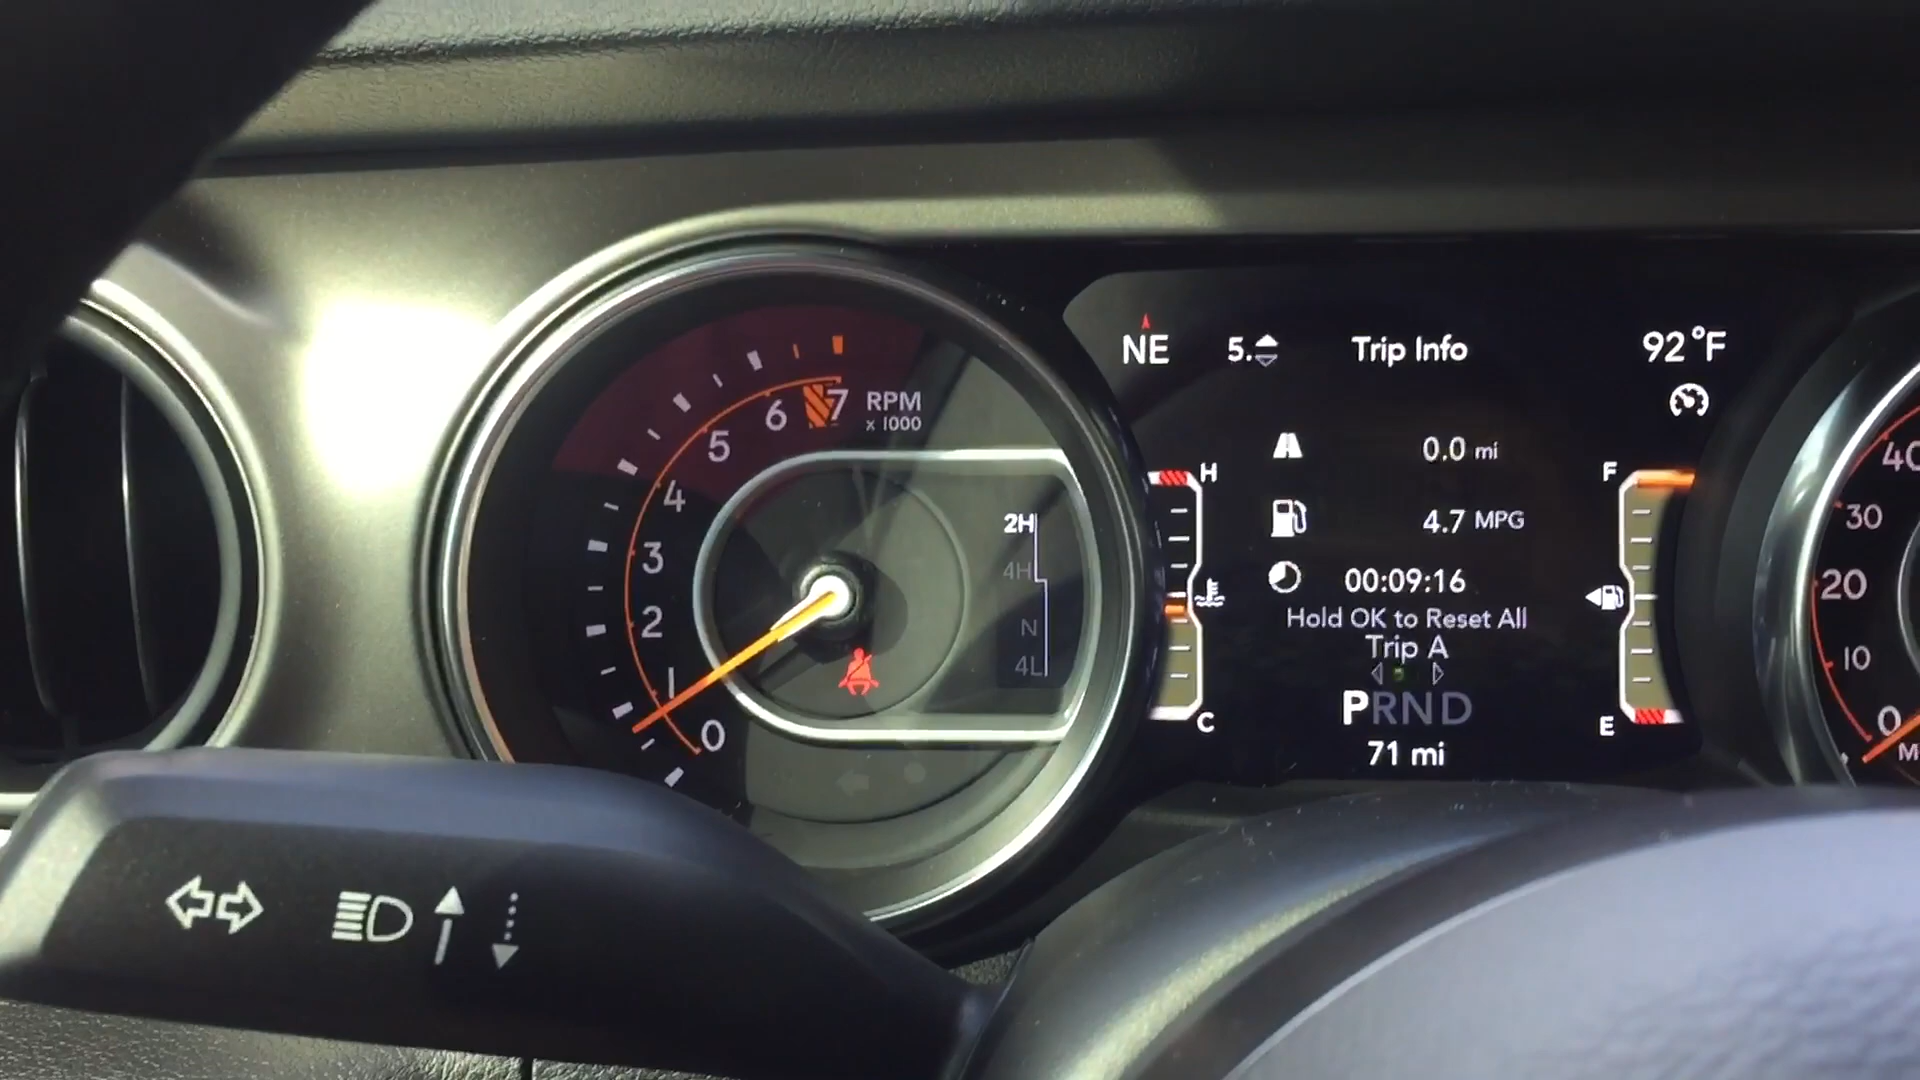 NE 5. Trip Info 92°F
0.0 mi
4.7 MPG
00:09:16
Hold OK to Reset All
Trip A
PRND
71 mi
H
C
F
E
7 RPM
x 1000
6
5
4
3
2
1
0
2H
4H
N
4L
40
30
20
10
0